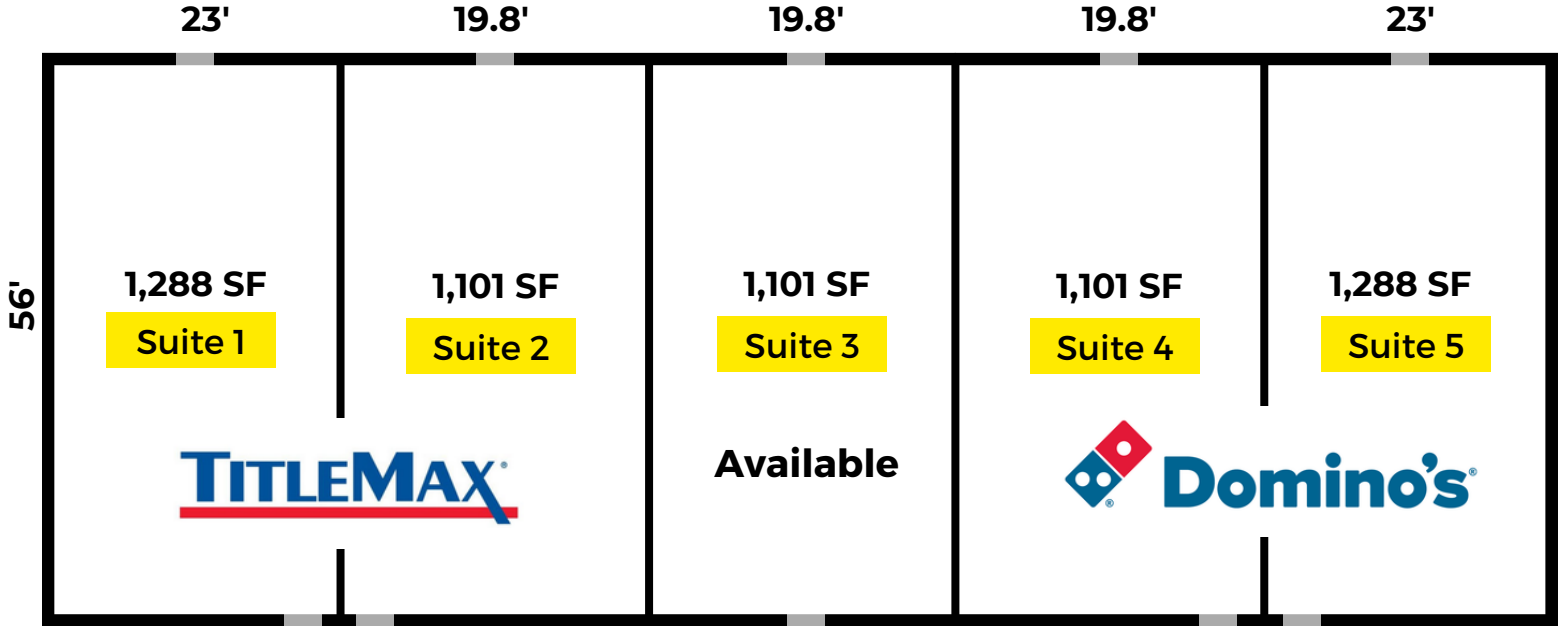 23' 19.8' 19.8' 19.8' 23'
56'
1,288 SF 1,101 SF 1,101 SF 1,101 SF 1,288 SF
Suite 1 Suite 2 Suite 3 Suite 4 Suite 5
TITLEMAX® Available Domino's®